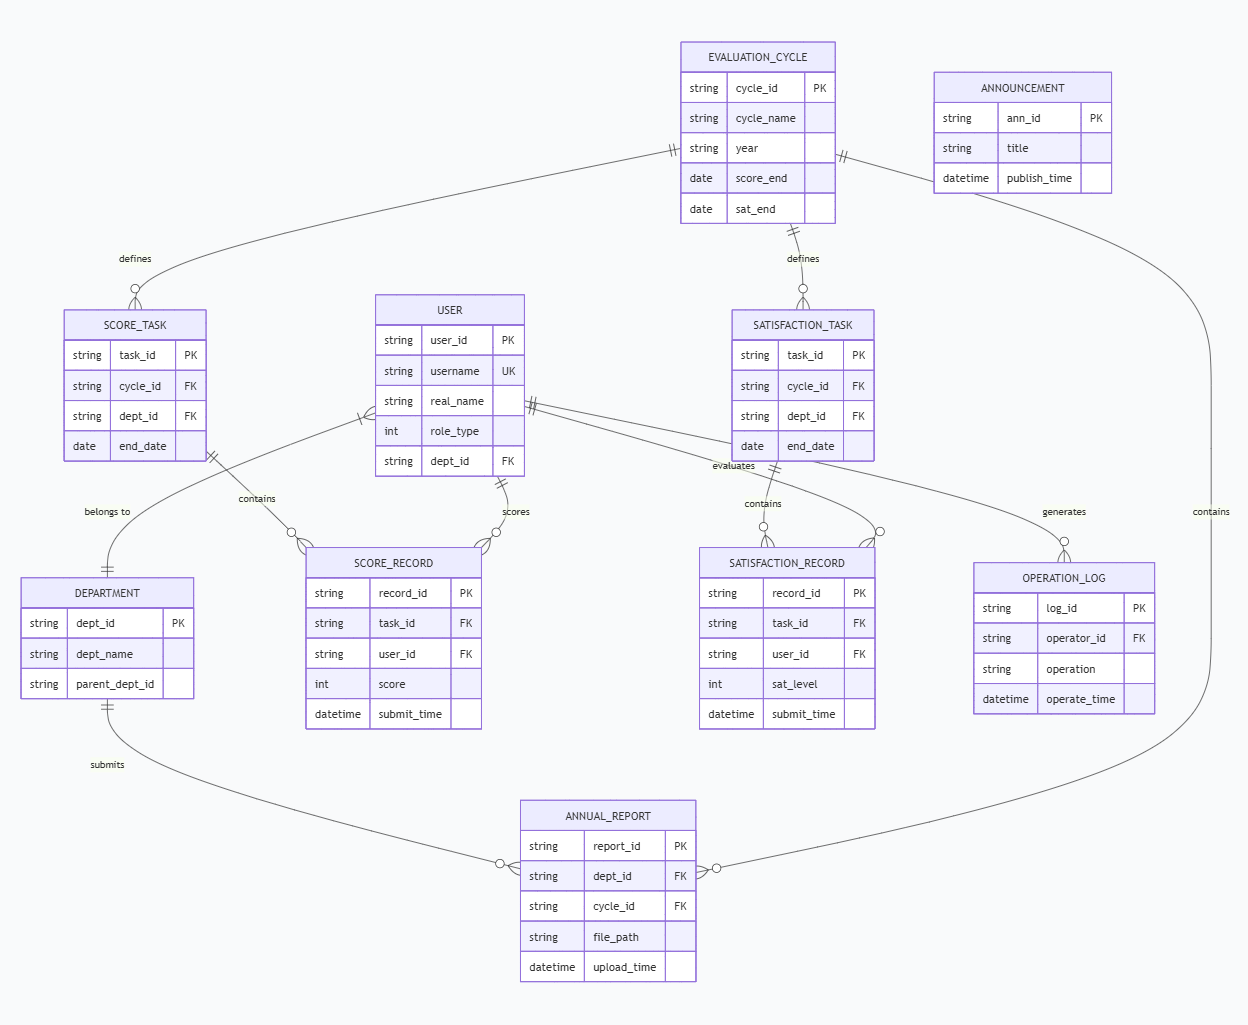 EVALUATION_CYCLE
string cycle_id PK
string cycle_name
string year
date score_end
date sat_end
ANNOUNCEMENT
string ann_id PK
string title
datetime publish_time
defines
defines
SCORE_TASK
string task_id PK
string cycle_id FK
string dept_id FK
date end_date
USER
string user_id PK
string username UK
string real_name
int role_type
string dept_id FK
SATISFACTION_TASK
string task_id PK
string cycle_id FK
string dept_id FK
date end_date
evaluates
contains
contains
belongs to
scores
generates
contains
DEPARTMENT
string dept_id PK
string dept_name
string parent_dept_id
SCORE_RECORD
string record_id PK
string task_id FK
string user_id FK
int score
datetime submit_time
SATISFACTION_RECORD
string record_id PK
string task_id FK
string user_id FK
int sat_level
datetime submit_time
OPERATION_LOG
string log_id PK
string operator_id FK
string operation
datetime operate_time
submits
ANNUAL_REPORT
string report_id PK
string dept_id FK
string cycle_id FK
string file_path
datetime upload_time